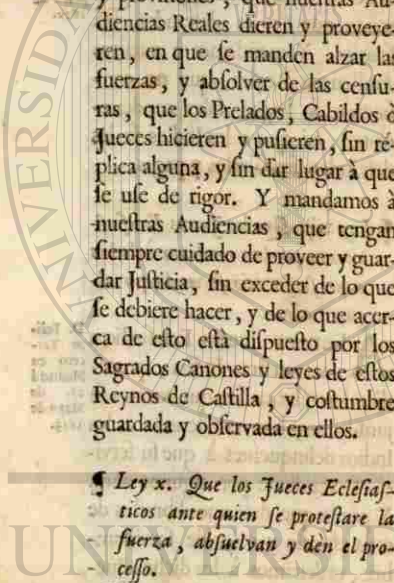 y provisiones, que nuestras Au-
diencias Reales dieren y proveye-
ren, en que ſe manden alzar las
fuerzas, y abſolver de las cenſu-
ras, que los Prelados, Cabildos ò
Jueces hicieren y puſieren, ſin ré-
plica alguna, y ſin dar lugar à que
ſe uſe de rigor. Y mandamos à
nueſtras Audiencias, que tengan
ſiempre cuidado de proveer y guar-
dar Juſticia, ſin exceder de lo que
ſe debiere hacer, y de lo que acer-
ca de eſto eſtà diſpueſto por los
Sagrados Canones y leyes de eſtos
Reynos de Caſtilla, y coſtumbre
guardada y obſervada en ellos.
¶ Ley x. Que los Jueces Ecleſiaſ-
ticos ante quien ſe proteſtare la
fuerza, abſuelvan y dèn el pro-
ceſſo.
UNIVERSID